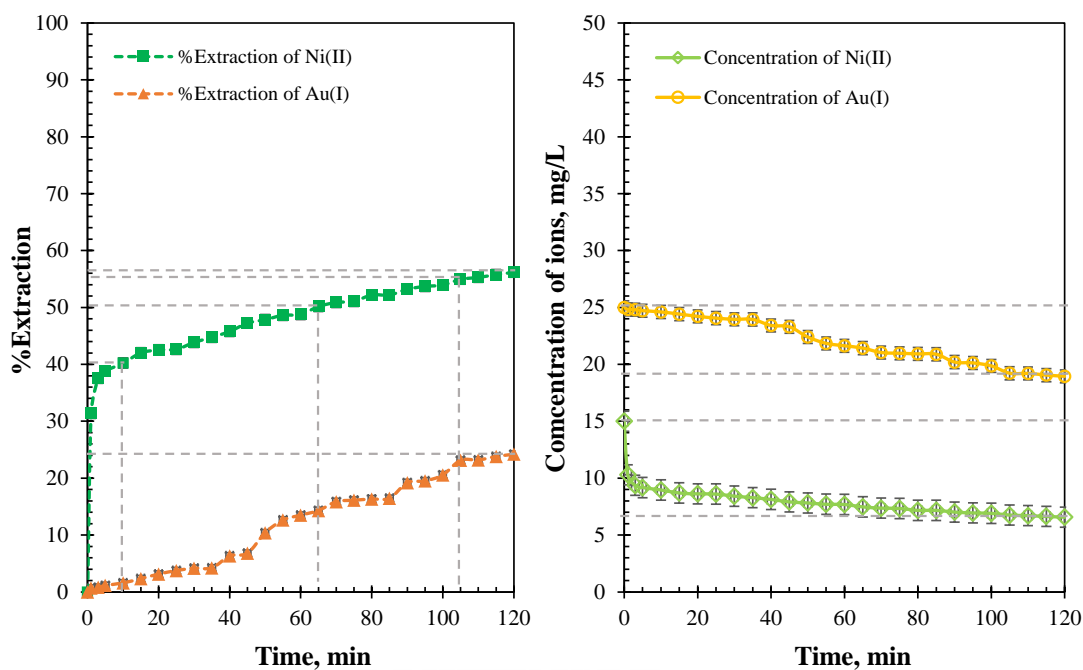 %Extraction
100
90
80
70
60
50
40
30
20
10
0
%Extraction of Ni(II)
%Extraction of Au(I)
0 20 40 60 80 100 120
Time, min
Comcentration of ions, mg/L
50
45
40
35
30
25
20
15
10
5
0
Concentration of Ni(II)
Concentration of Au(I)
0 20 40 60 80 100 120
Time, min